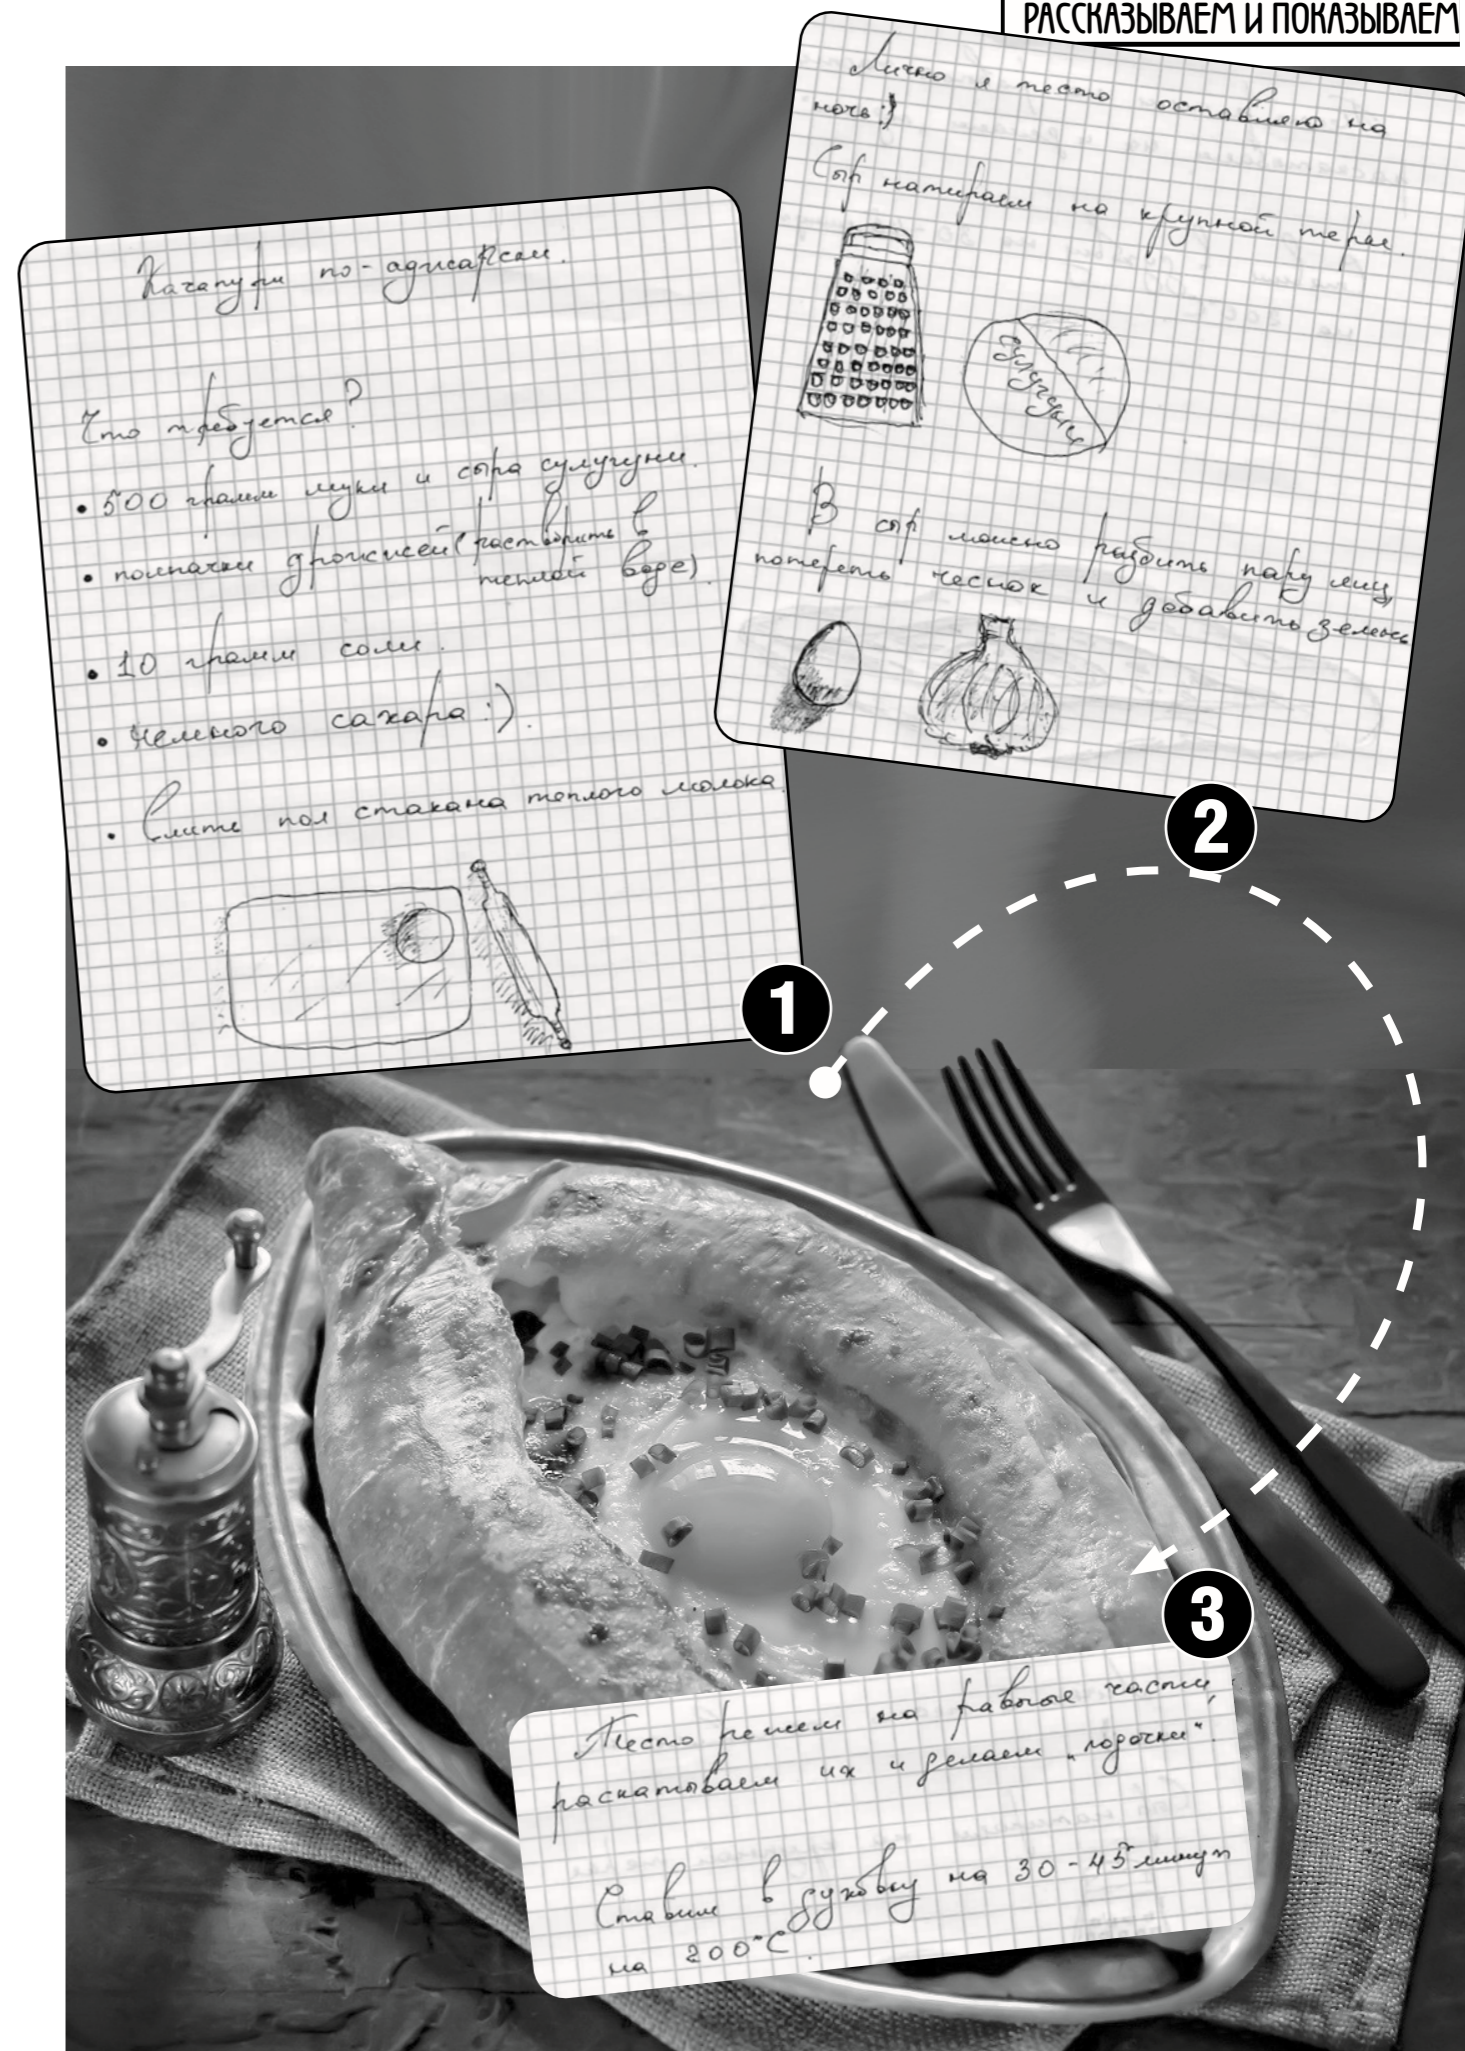 РАССКАЗЫВАЕМ И ПОКАЗЫВАЕМ
Хачапури по-аджарски.
Что требуется?
• 500 грамм муки и сыра сулугуни.
• полпачки дрожжей (растворить в
теплой воде).
• 10 грамм соли.
• Немного сахара :).
• Влить пол стакана теплого молока.
1
Лично я тесто оставляю на
ночь :)
Сыр натираем на крупной терке.
сулугуни
В сыр можно разбить пару яиц,
потереть чеснок и добавить зелень
2
3
Тесто режем на равные части,
раскатываем их и делаем „лодочки“.
Ставим в духовку на 30-45 минут
на 200°С.